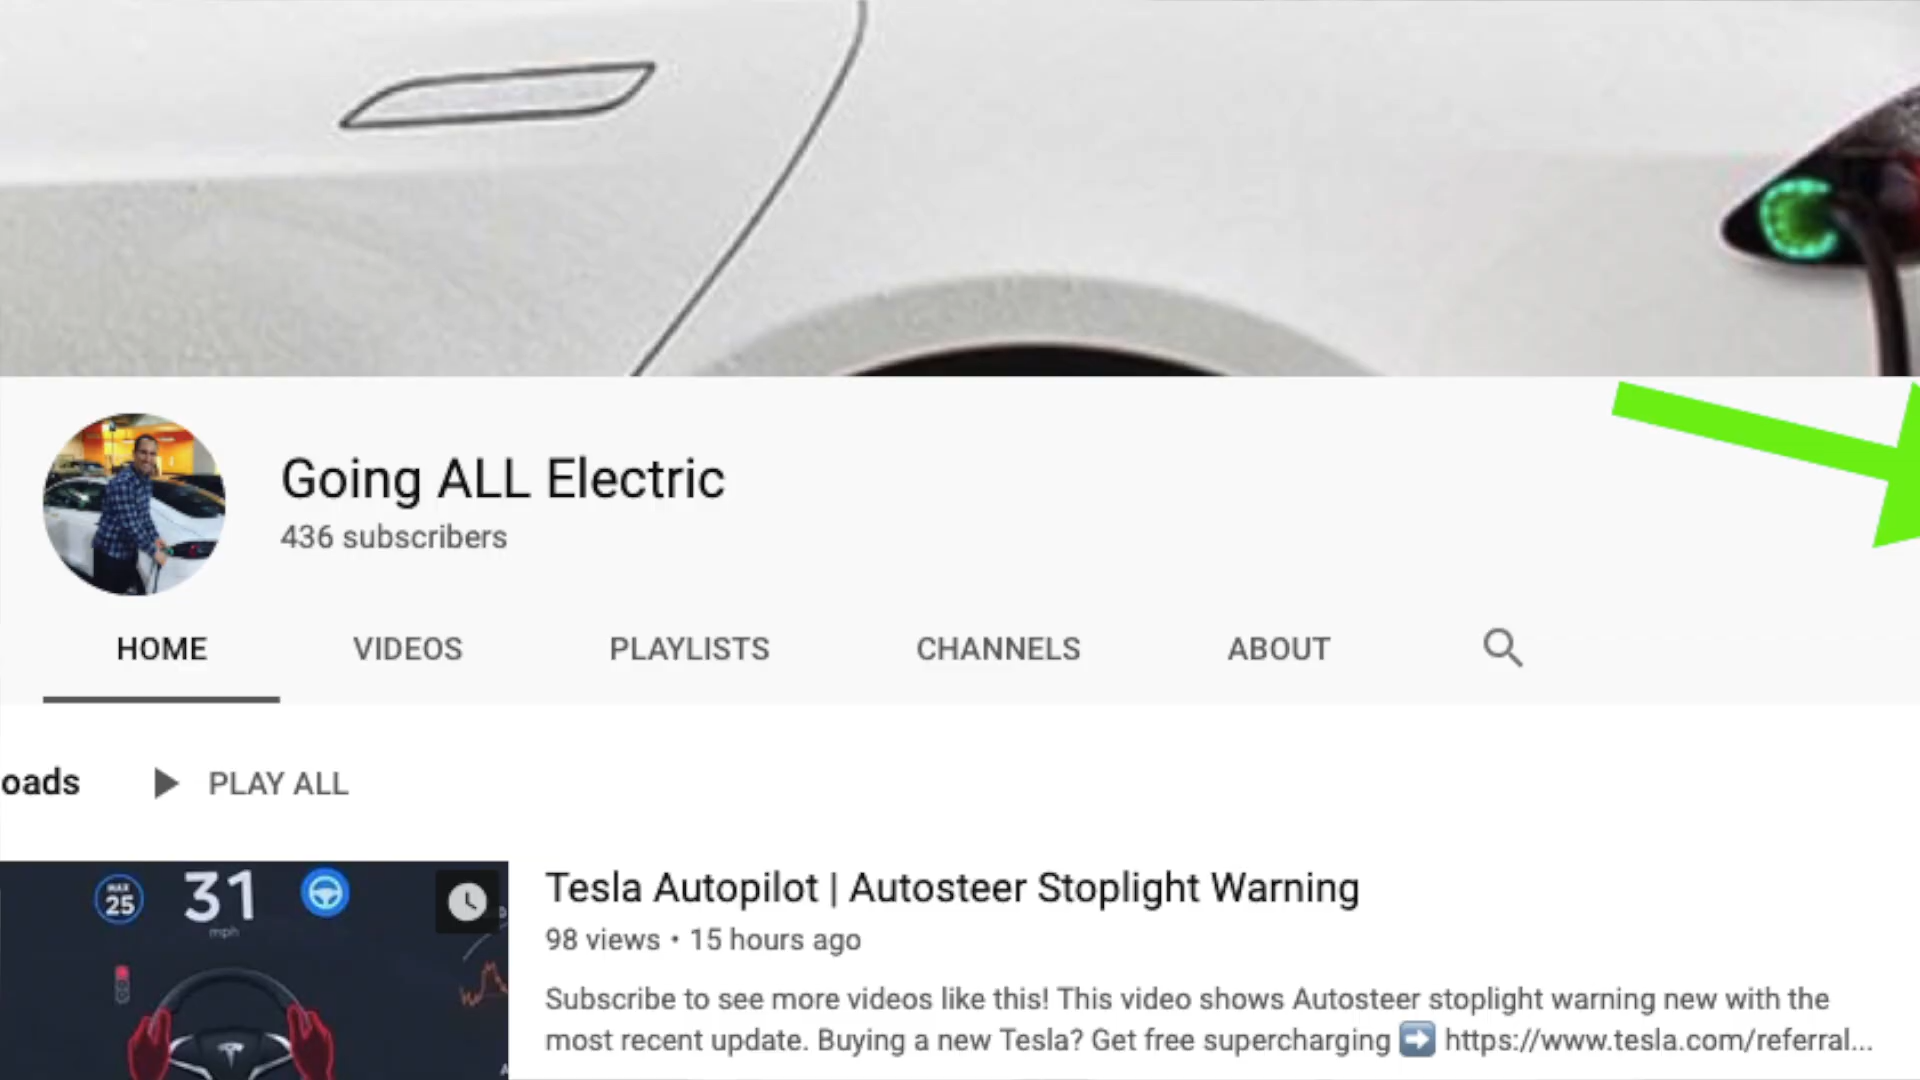 Going ALL Electric
436 subscribers
HOME VIDEOS PLAYLISTS CHANNELS ABOUT
oads PLAY ALL
MAX
25
31
mph
Tesla Autopilot | Autosteer Stoplight Warning
98 views • 15 hours ago
Subscribe to see more videos like this! This video shows Autosteer stoplight warning new with the
most recent update. Buying a new Tesla? Get free supercharging ➡️ https://www.tesla.com/referral...